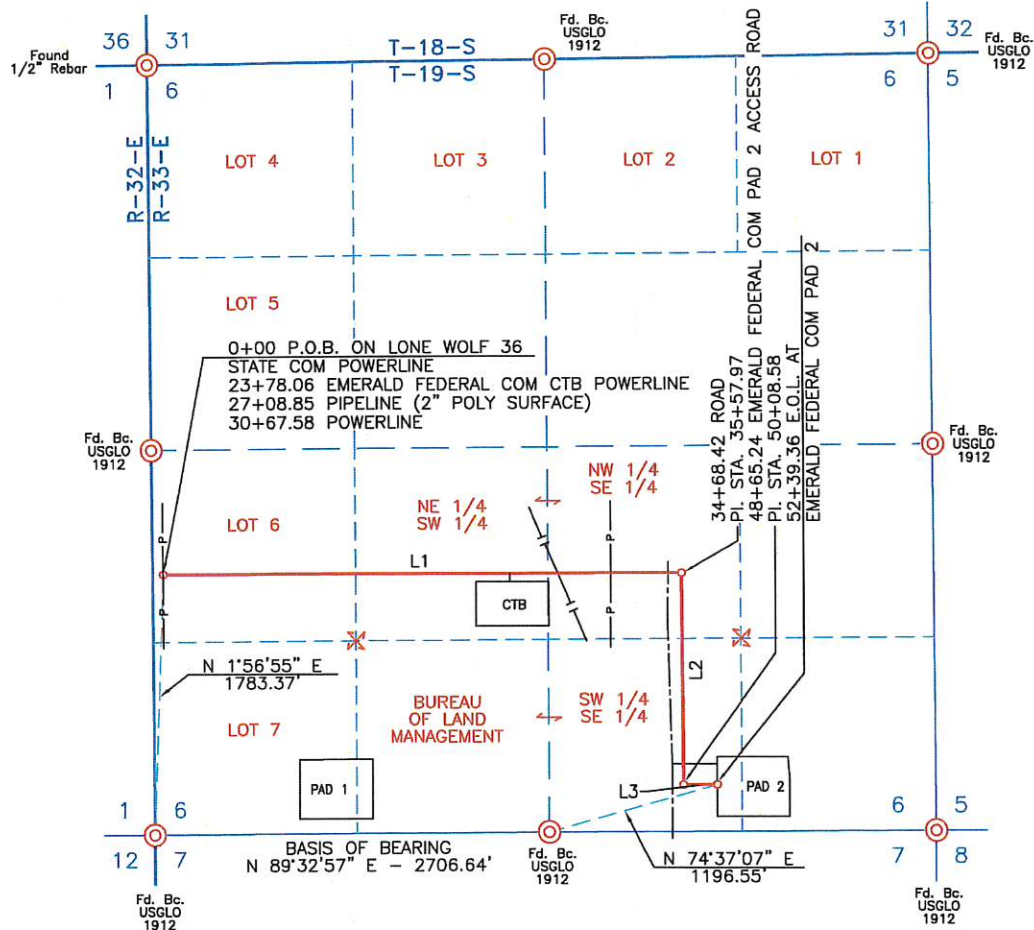 36
31
Found
1/2" Rebar
1
6
T-18-S
T-19-S
Fd. Bc.
USGLO
1912
31
32
6
5
Fd. Bc.
USGLO
1912
R-32-E
R-33-E
LOT 4
LOT 3
LOT 2
LOT 1
LOT 5
0+00 P.O.B. ON LONE WOLF 36
STATE COM POWERLINE
23+78.06 EMERALD FEDERAL COM CTB POWERLINE
27+08.85 PIPELINE (2" POLY SURFACE)
30+67.58 POWERLINE
34+68.42 ROAD
PI. STA. 35+57.97
48+65.24 EMERALD FEDERAL COM PAD 2 ACCESS ROAD
PI. STA. 50+08.58
52+39.36 E.O.L. AT
EMERALD FEDERAL COM PAD 2
Fd. Bc.
USGLO
1912
Fd. Bc.
USGLO
1912
NW 1/4
SE 1/4
NE 1/4
SW 1/4
LOT 6
P
P
P
P
L1
CTB
L2
N 1°56'55" E
1783.37'
LOT 7
BUREAU
OF LAND
MANAGEMENT
SW 1/4
SE 1/4
PAD 1
L3
PAD 2
1
6
12
7
BASIS OF BEARING
N 89°32'57" E - 2706.64'
Fd. Bc.
USGLO
1912
N 74°37'07" E
1196.55'
6
5
7
8
Fd. Bc.
USGLO
1912
Fd. Bc.
USGLO
1912